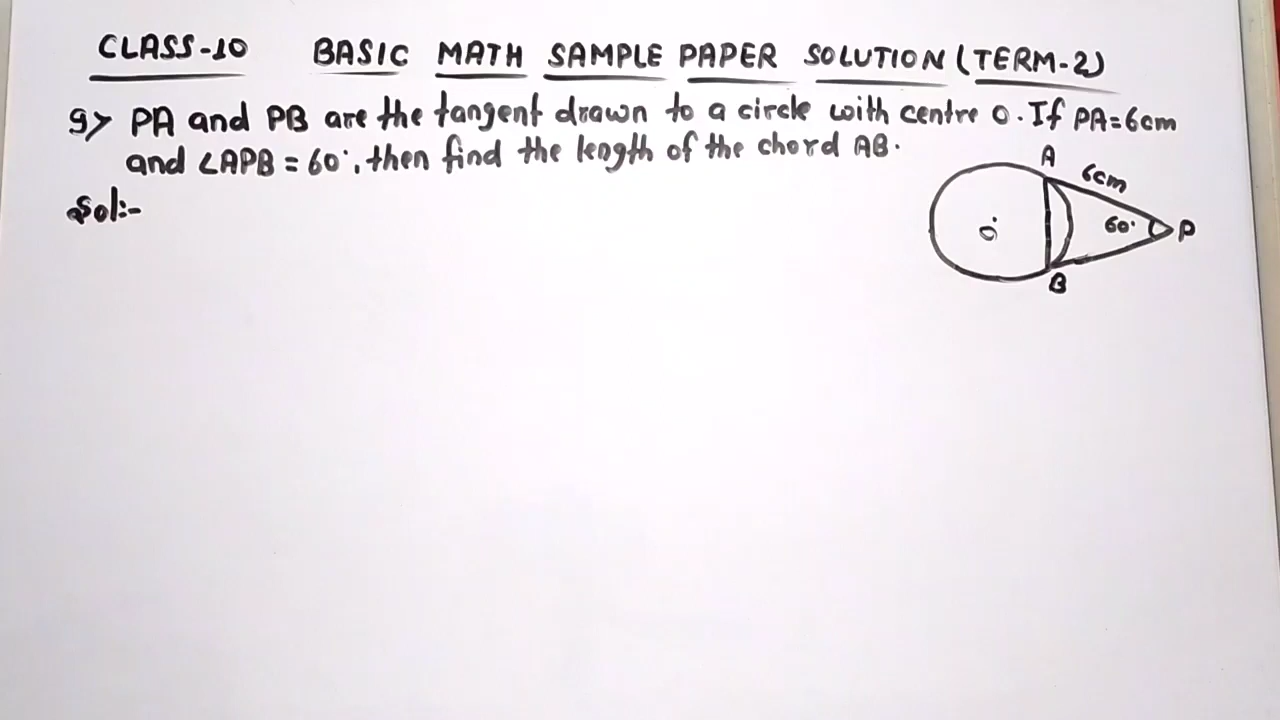 CLASS-10 BASIC MATH SAMPLE PAPER SOLUTION (TERM-2)
9> PA and PB are the tangent drawn to a circle with centre O. If PA=6cm
and ∠APB = 60°, then find the length of the chord AB.
A
6cm
Sol:-
O
60°
P
B